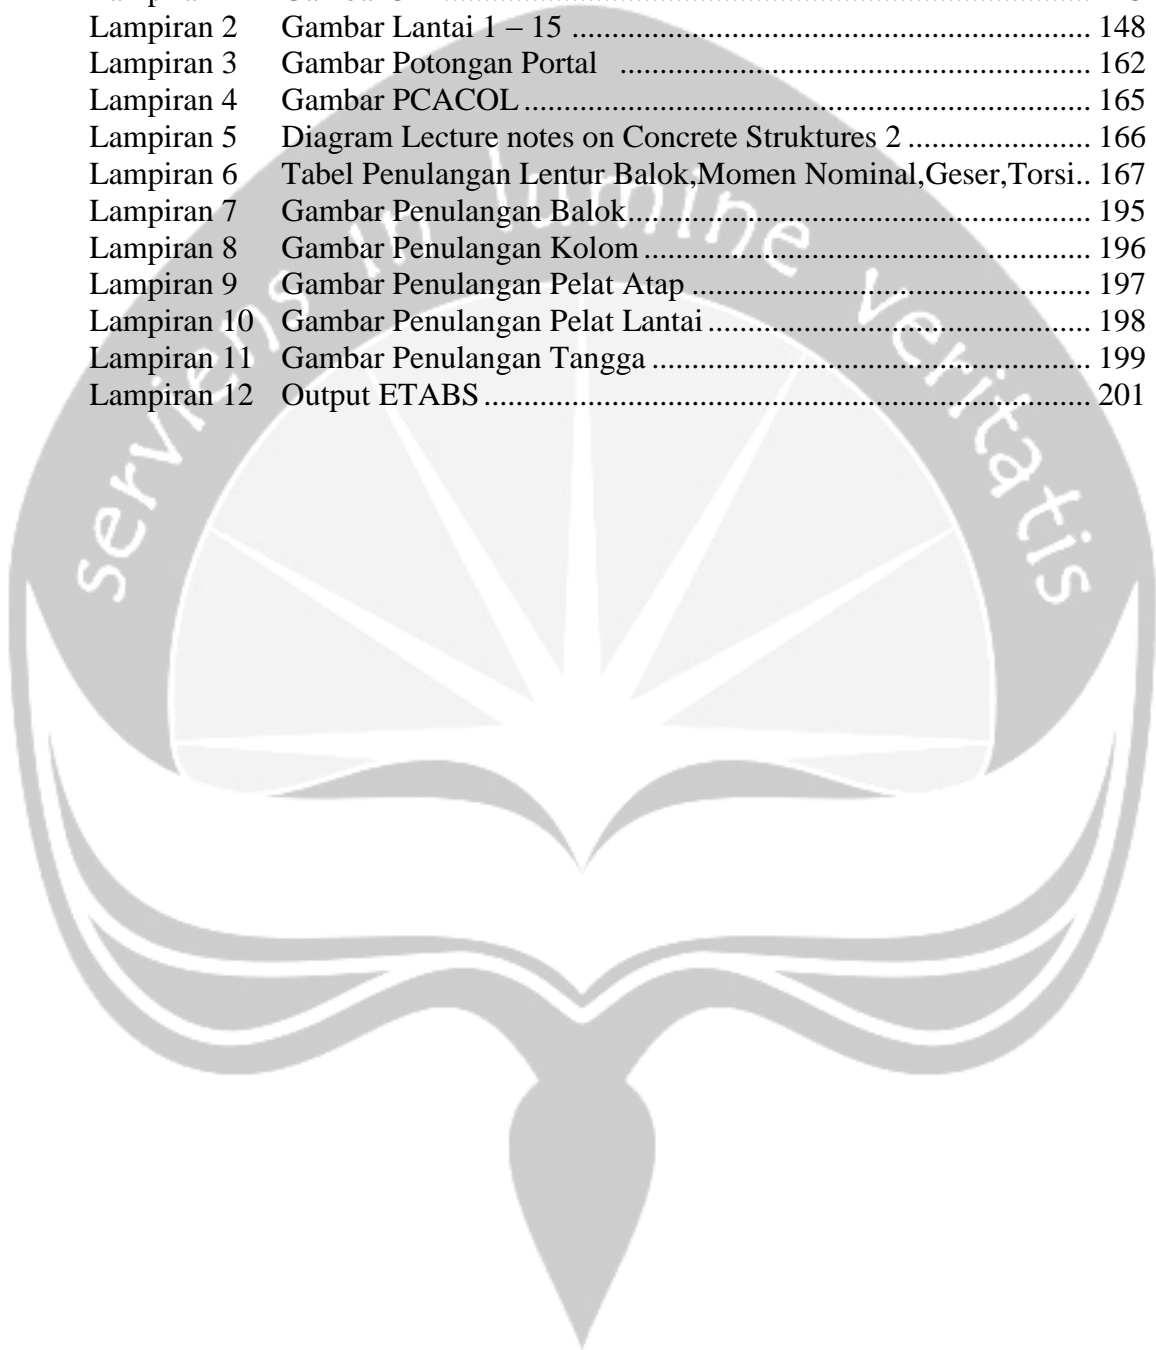 Lampiran 2 Gambar Lantai 1 – 15 ............................................................... 148
Lampiran 3 Gambar Potongan Portal ......................................................... 162
Lampiran 4 Gambar PCACOL ..................................................................... 165
Lampiran 5 Diagram Lecture notes on Concrete Struktures 2 ...................... 166
Lampiran 6 Tabel Penulangan Lentur Balok,Momen Nominal,Geser,Torsi.. 167
Lampiran 7 Gambar Penulangan Balok........................................................ 195
Lampiran 8 Gambar Penulangan Kolom ...................................................... 196
Lampiran 9 Gambar Penulangan Pelat Atap ................................................ 197
Lampiran 10 Gambar Penulangan Pelat Lantai .............................................. 198
Lampiran 11 Gambar Penulangan Tangga ..................................................... 199
Lampiran 12 Output ETABS .......................................................................... 201
serviens in lumine veritatis